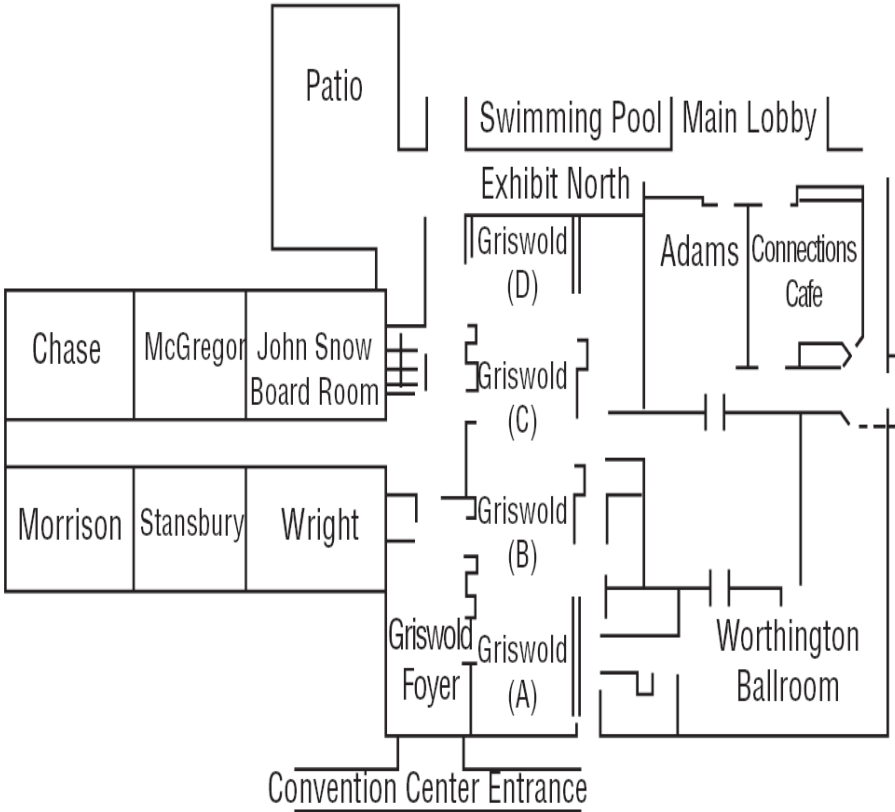 Patio
Swimming Pool
Main Lobby
Exhibit North
Griswold
(D)
Adams
Connections
Cafe
Chase
McGregor
John Snow
Board Room
Griswold
(C)
Morrison
Stansbury
Wright
Griswold
(B)
Griswold
Foyer
Griswold
(A)
Worthington
Ballroom
Convention Center Entrance